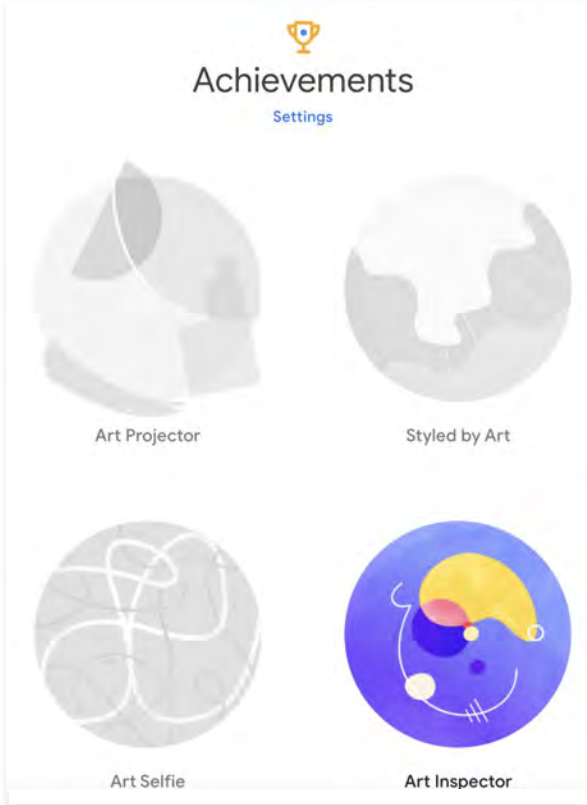 Achievements
Settings
Art Projector
Styled by Art
Art Selfie
Art Inspector